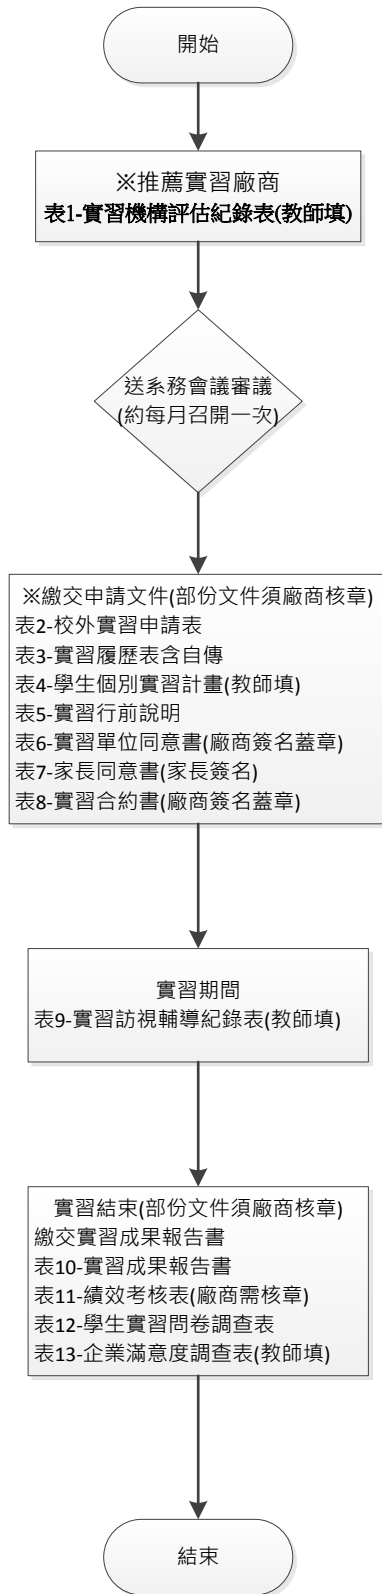 開始
※推薦實習廠商
表1-實習機構評估紀錄表(教師填)
送系務會議審議
(約每月召開一次)
※繳交申請文件(部份文件須廠商核章)
表2-校外實習申請表
表3-實習履歷表含自傳
表4-學生個別實習計畫(教師填)
表5-實習行前說明
表6-實習單位同意書(廠商簽名蓋章)
表7-家長同意書(家長簽名)
表8-實習合約書(廠商簽名蓋章)
實習期間
表9-實習訪視輔導紀錄表(教師填)
實習結束(部份文件須廠商核章)
繳交實習成果報告書
表10-實習成果報告書
表11-績效考核表(廠商需核章)
表12-學生實習問卷調查表
表13-企業滿意度調查表(教師填)
結束